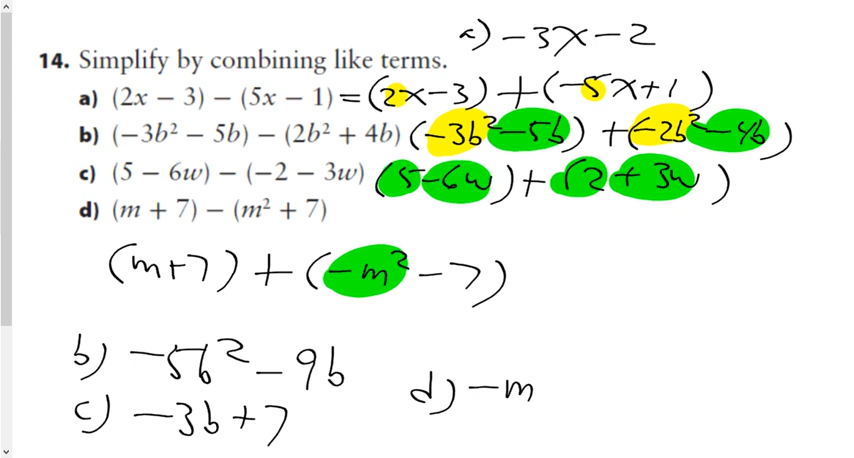 a) -3x-2
14. Simplify by combining like terms.
a) (2x − 3) − (5x − 1) = (2x-3) + (-5x+1)
b) (−3b² − 5b) − (2b² + 4b) (-3b²-5b) + (-2b²-4b)
c) (5 − 6w) − (−2 − 3w) (5-6w) + (2+3w)
d) (m + 7) − (m² + 7)
(m+7) + (-m²-7)
b) -5b²-9b
d) -m
c) -3b+7